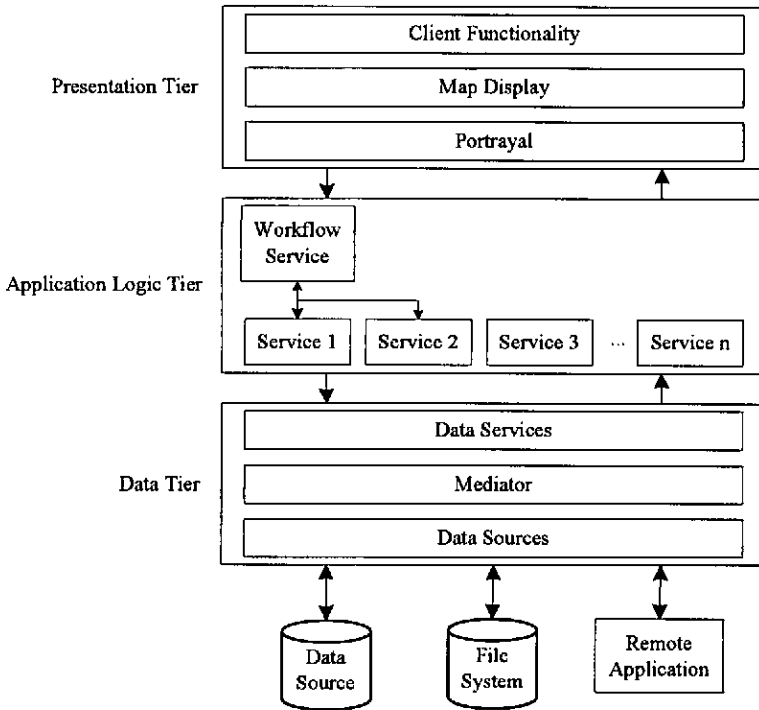 Client Functionality
Presentation Tier
Map Display
Portrayal
Workflow
Service
Application Logic Tier
Service 1
Service 2
Service 3
...
Service n
Data Services
Data Tier
Mediator
Data Sources
Data
Source
File
System
Remote
Application